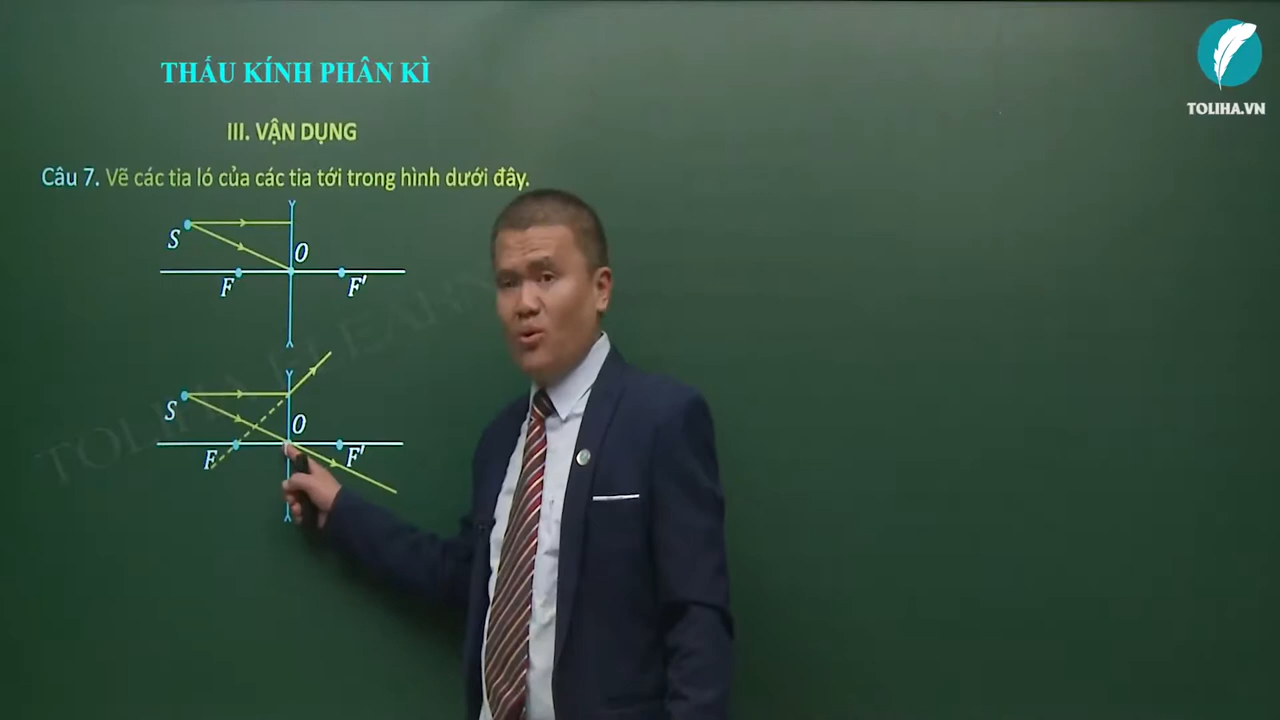 THẤU KÍNH PHÂN KÌ
TOLIHA.VN
III. VẬN DỤNG
Câu 7. Vẽ các tia ló của các tia tới trong hình dưới đây.
S
O
F
F'
S
O
F
F'